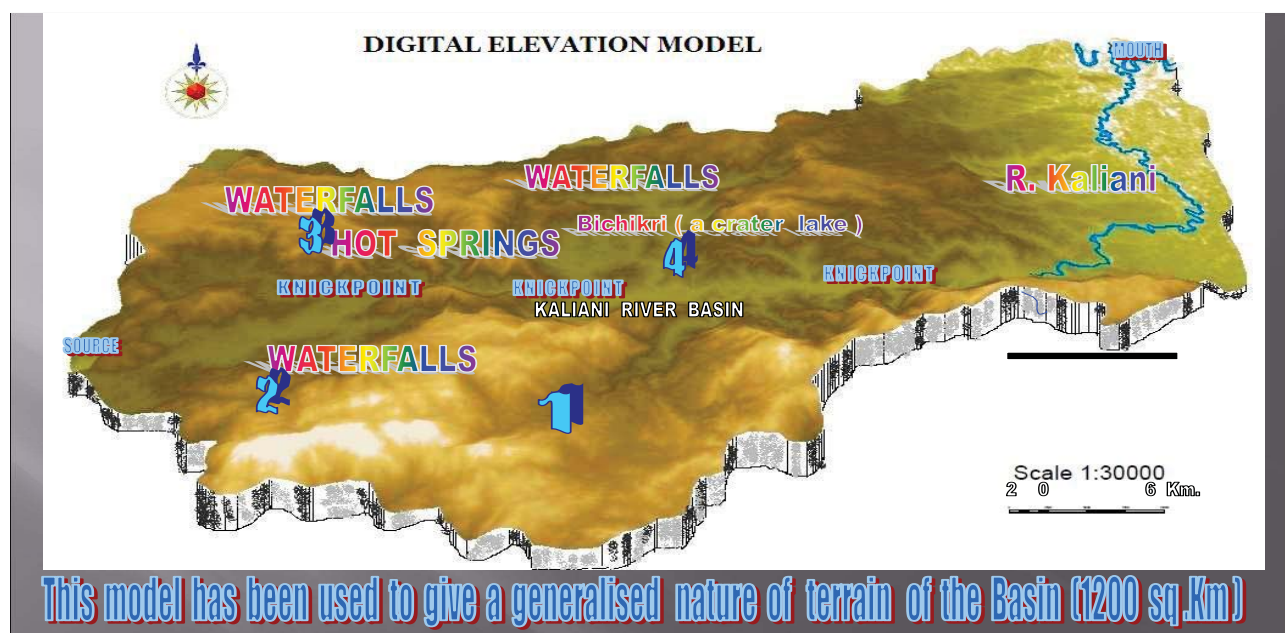 DIGITAL ELEVATION MODEL
MOUTH
WATERFALLS
R. Kaliani
WATERFALLS
Bichikri ( a crater lake )
3
HOT SPRINGS
4
KNICKPOINT
KNICKPOINT
KNICKPOINT
KALIANI RIVER BASIN
SOURCE
WATERFALLS
2
1
Scale 1:30000
2 0 6 Km.
This model has been used to give a generalised nature of terrain of the Basin (1200 sq.Km )